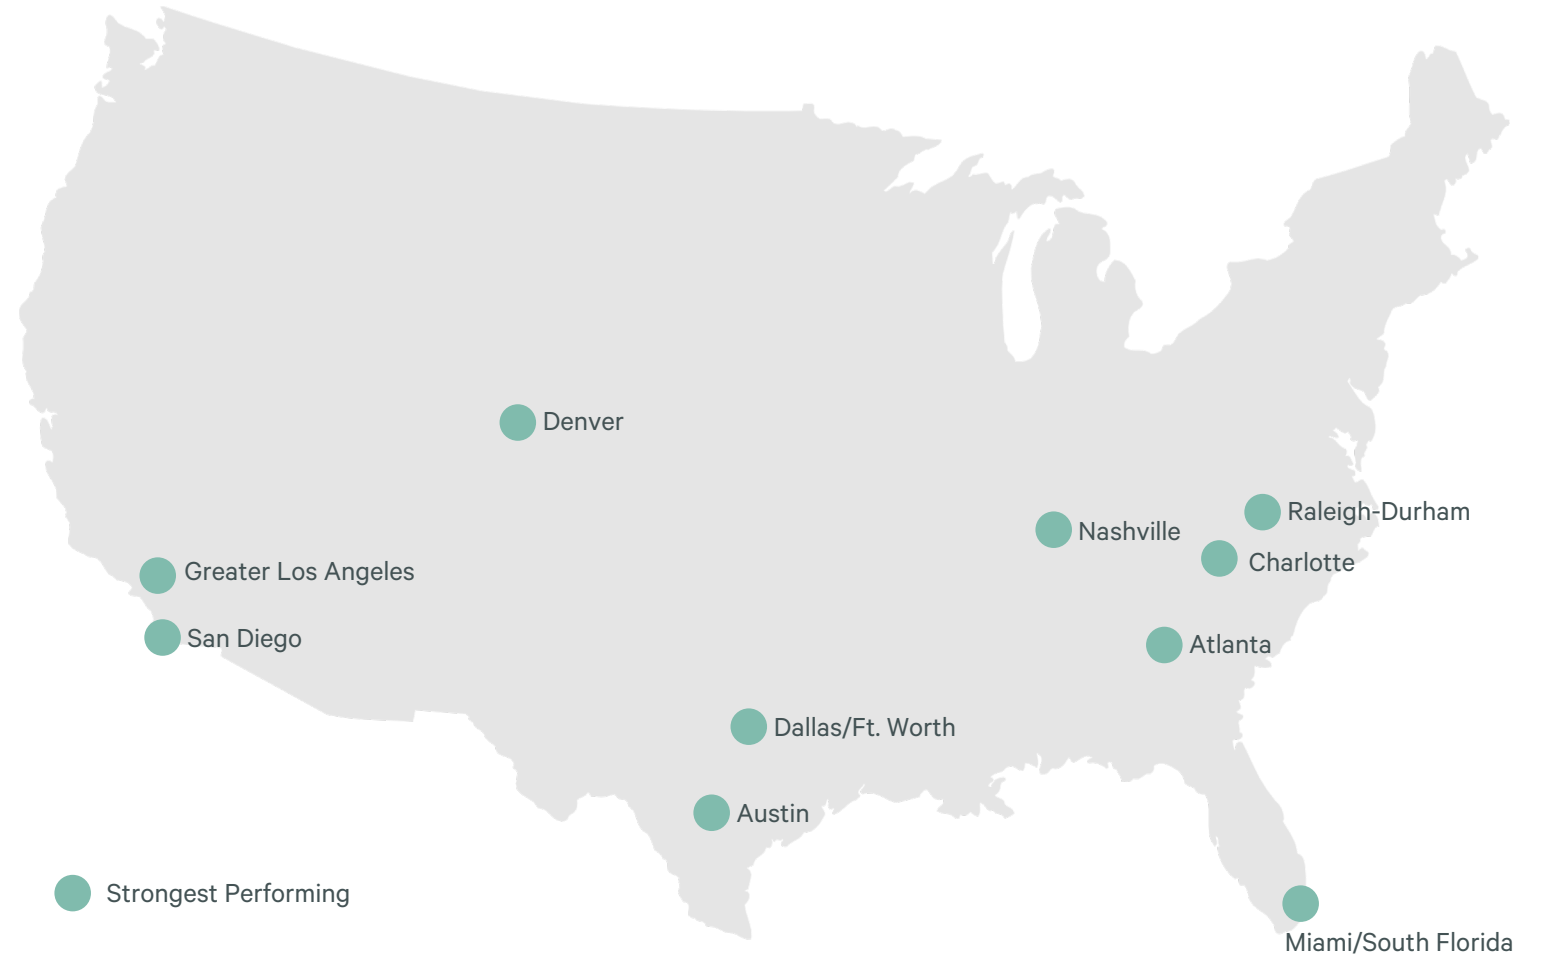 Denver
Raleigh-Durham
Nashville
Charlotte
Greater Los Angeles
San Diego
Atlanta
Dallas/Ft. Worth
Austin
Strongest Performing
Miami/South Florida